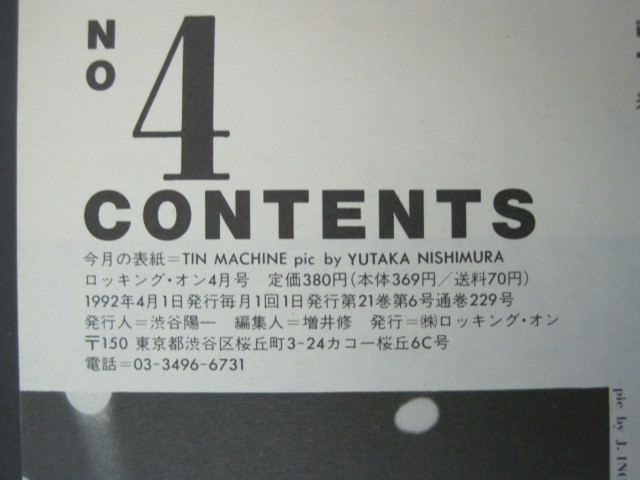 NO
4
CONTENTS
今月の表紙＝TIN MACHINE pic by YUTAKA NISHIMURA
ロッキング・オン4月号　定価380円（本体369円／送料70円）
1992年4月1日発行毎月1回1日発行第21巻第6号通巻229号
発行人＝渋谷陽一　編集人＝増井修　発行＝㈱ロッキング・オン
〒150 東京都渋谷区桜丘町3-24カコー桜丘6C号
電話＝03-3496-6731
pic by J.